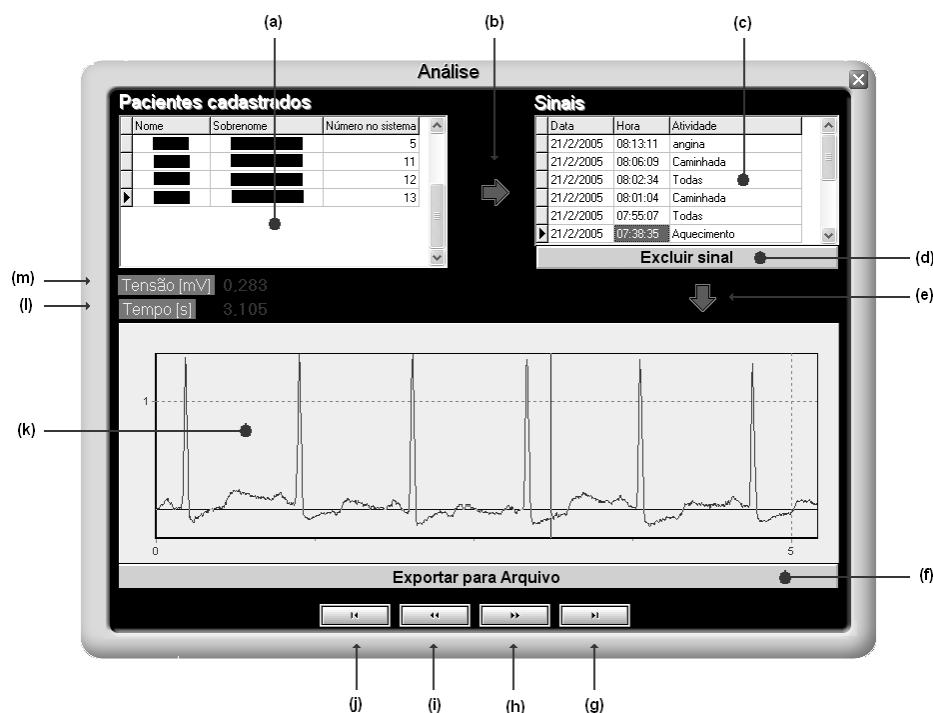 (a)
(b)
(c)
Análise
Pacientes cadastrados
Nome Sobrenome Número no sistema
5
11
12
13
Sinais
Data Hora Atividade
21/2/2005 08:13:11 angina
21/2/2005 08:06:09 Caminhada
21/2/2005 08:02:34 Todas
21/2/2005 08:01:04 Caminhada
21/2/2005 07:55:07 Todas
21/2/2005 07:38:35 Aquecimento
Excluir sinal
(d)
(m)
Tensão [mV] 0,283
(e)
(l)
Tempo [s] 3,105
1
(k)
0
5
Exportar para Arquivo
(f)
(j)
(i)
(h)
(g)